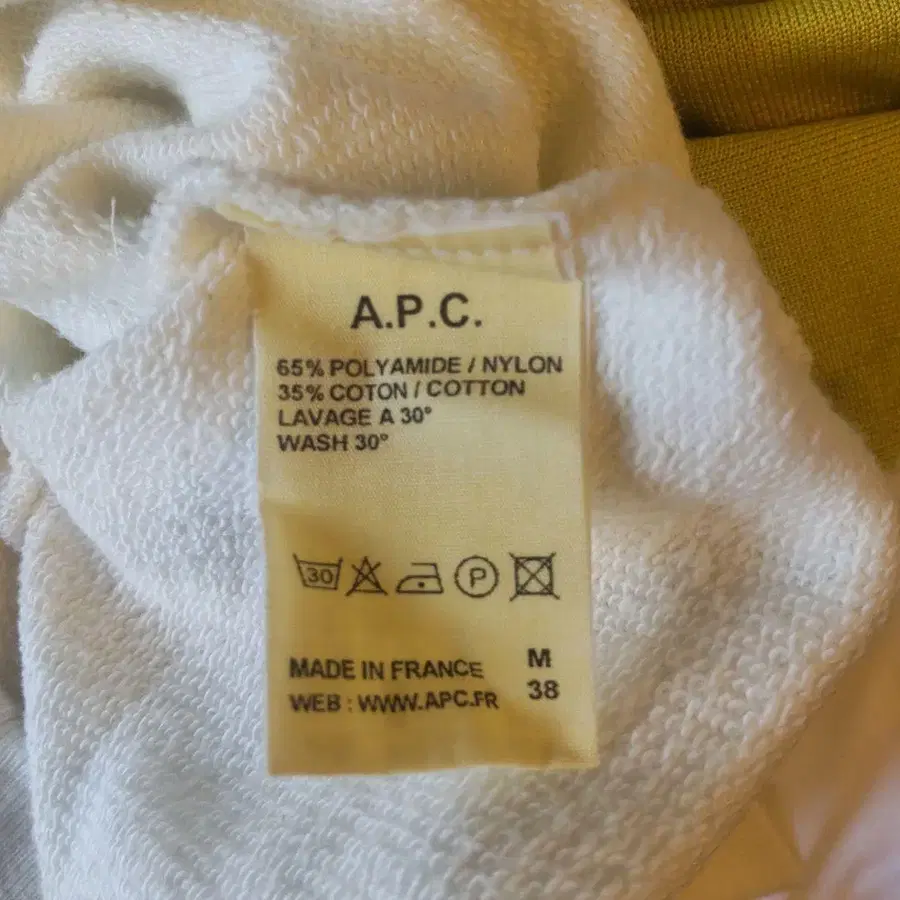 A.P.C.
65% POLYAMIDE / NYLON
35% COTON / COTTON
LAVAGE A 30°
WASH 30°
30 P
MADE IN FRANCE M
WEB : WWW.APC.FR 38